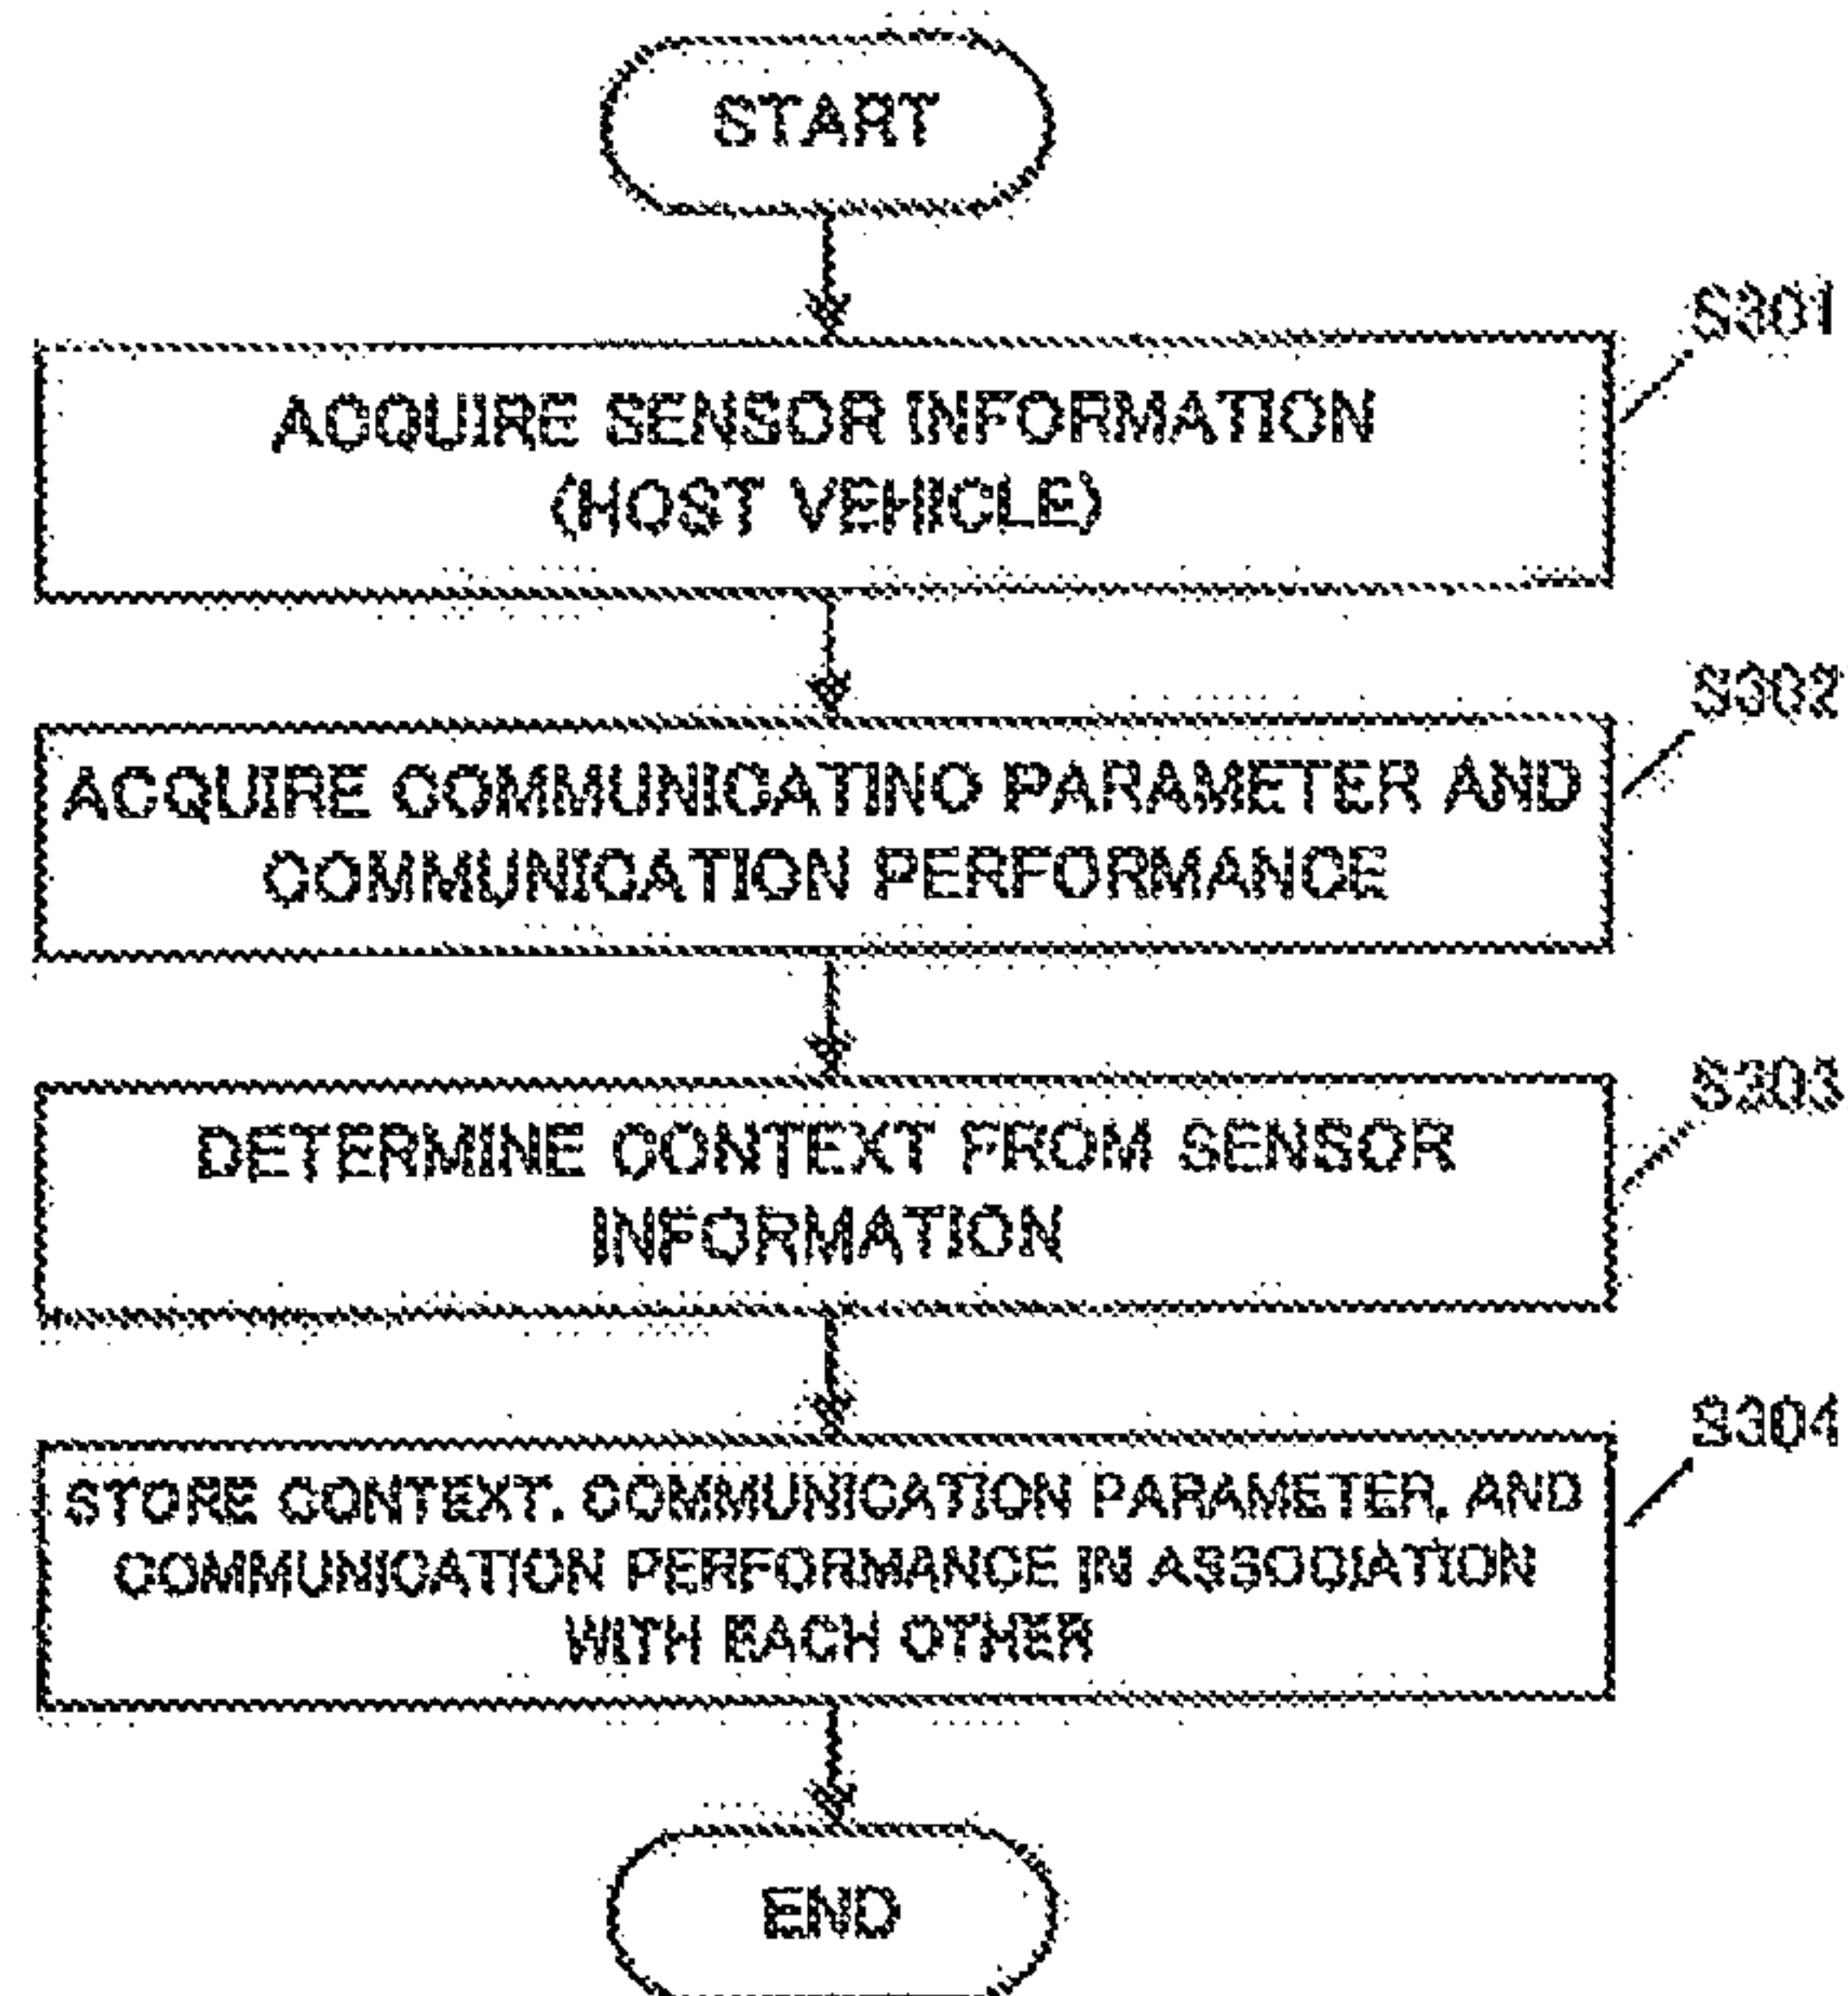 START
S301
ACQUIRE SENSOR INFORMATION
(HOST VEHICLE)
S302
ACQUIRE COMMUNICATING PARAMETER AND
COMMUNICATION PERFORMANCE
S303
DETERMINE CONTEXT FROM SENSOR
INFORMATION
S304
STORE CONTEXT, COMMUNICATION PARAMETER, AND
COMMUNICATION PERFORMANCE IN ASSOCIATION
WITH EACH OTHER
END